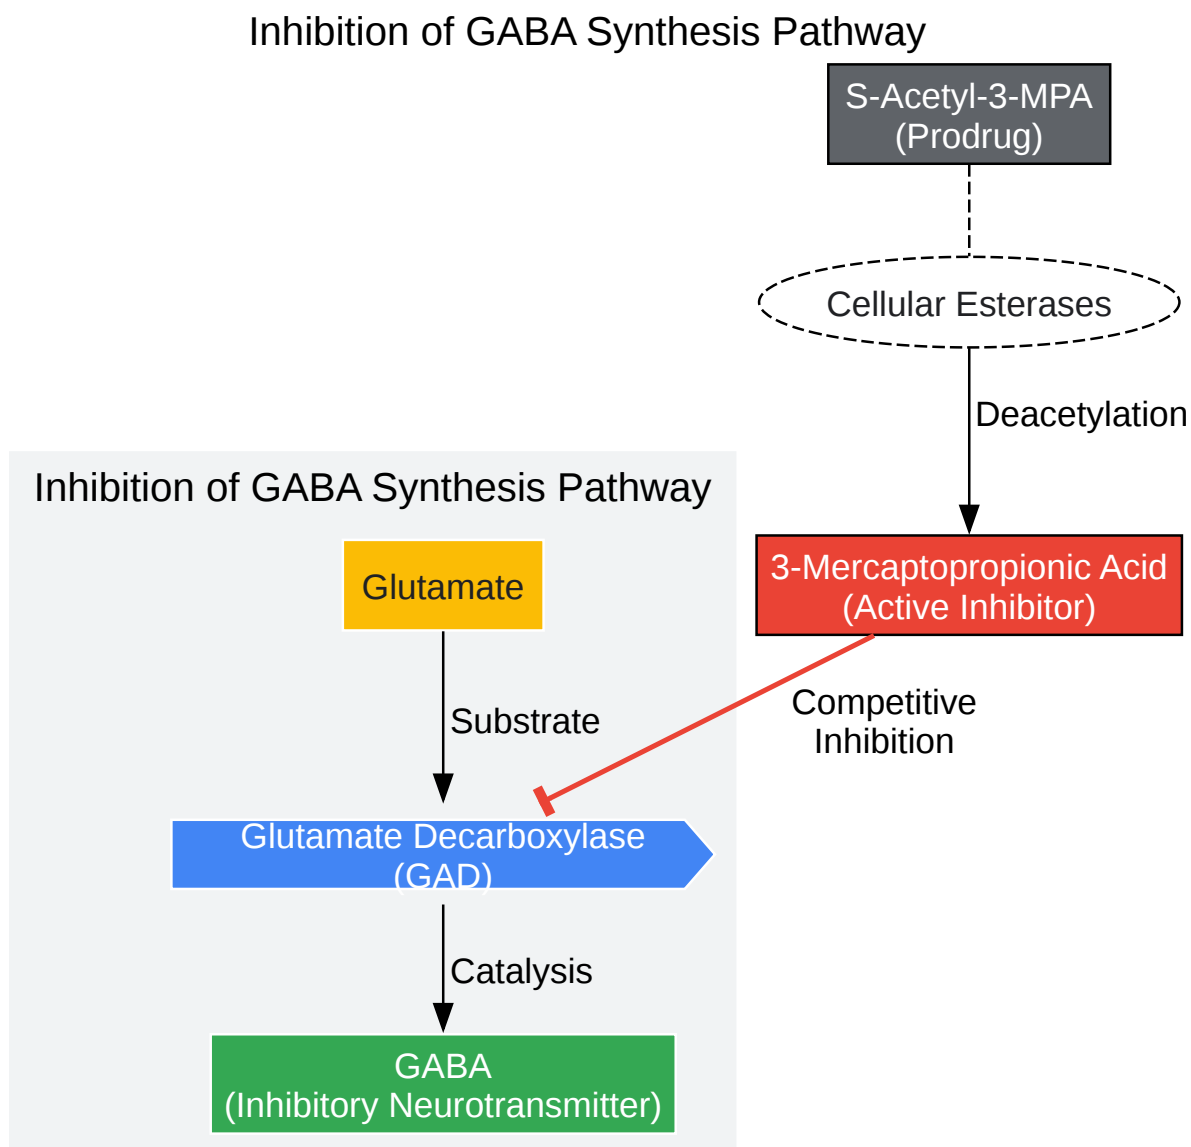 Inhibition of GABA Synthesis Pathway
S-Acetyl-3-MPA
(Prodrug)
Cellular Esterases
Deacetylation
Inhibition of GABA Synthesis Pathway
Glutamate
3-Mercaptopropionic Acid
(Active Inhibitor)
Substrate
Competitive
Inhibition
Glutamate Decarboxylase
(GAD)
Catalysis
GABA
(Inhibitory Neurotransmitter)